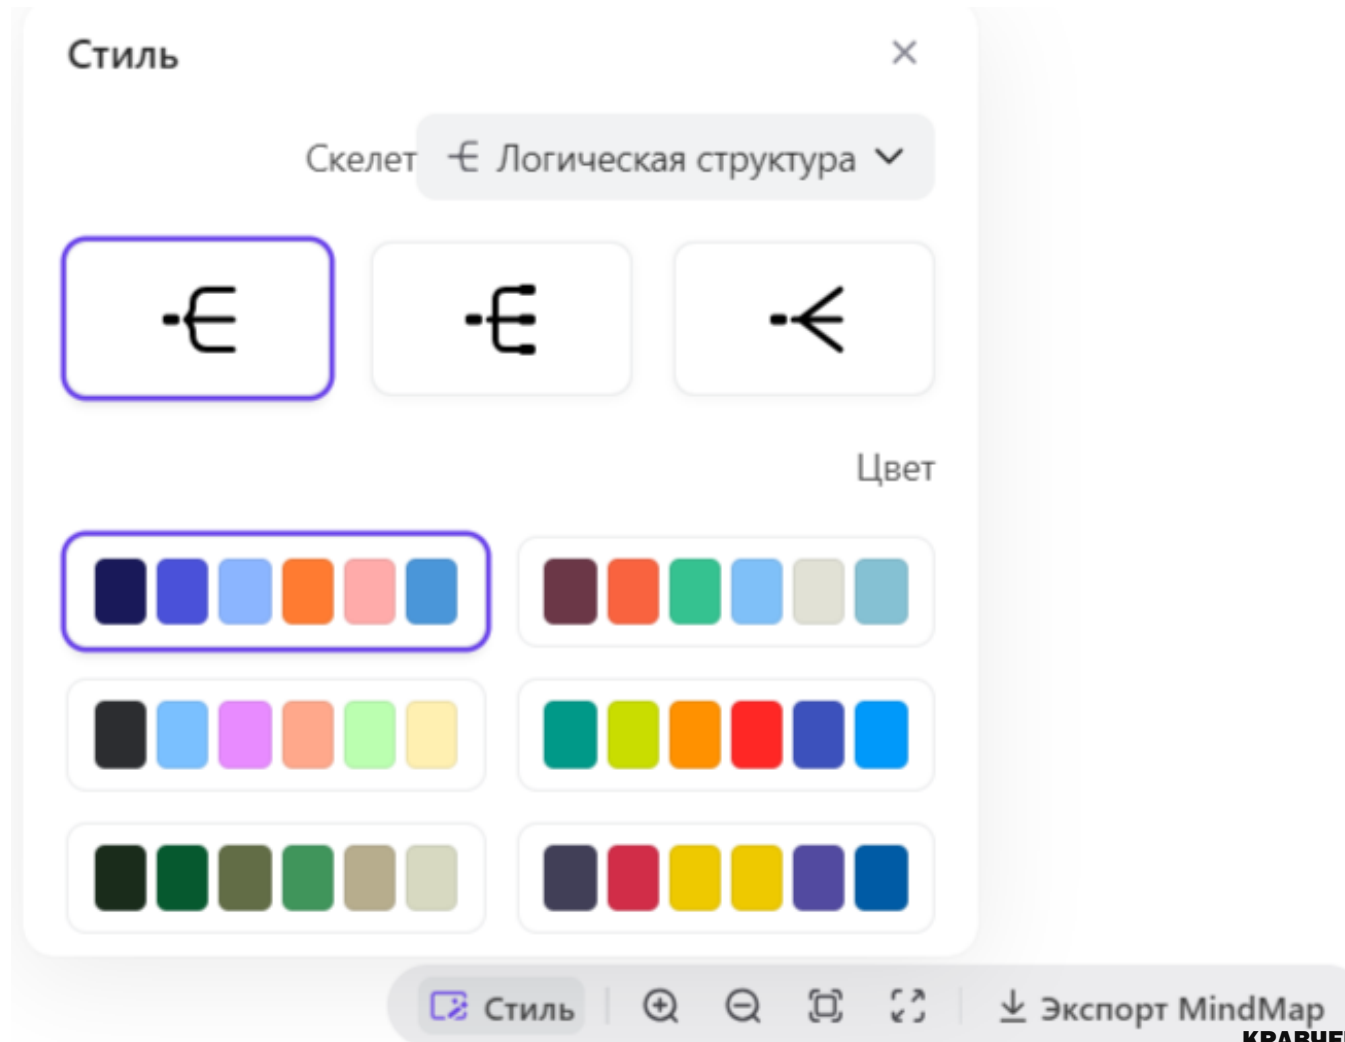 Стиль
Скелет Логическая структура
Цвет
Стиль Экспорт MindMap